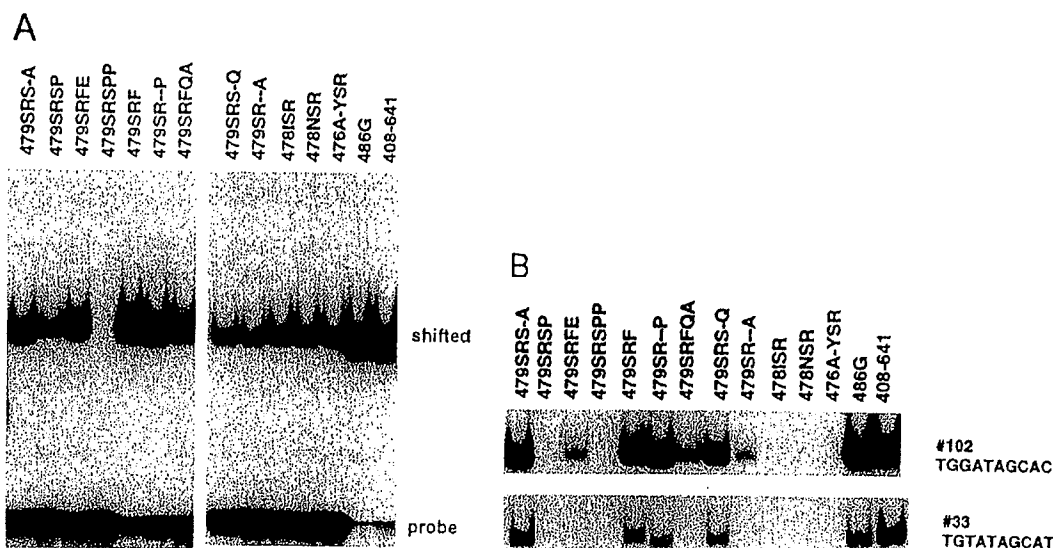 A
479SRS-A
479SRSP
479SRFE
479SRSPP
479SRF
479SR--P
479SRFQA
479SRS-Q
479SR--A
478ISR
478NSR
476A-YSR
486G
408-641
shifted
probe
B
479SRS-A
479SRSP
479SRFE
479SRSPP
479SRF
479SR--P
479SRFQA
479SRS-Q
479SR--A
478ISR
478NSR
476A-YSR
486G
408-641
#102
TGGATAGCAC
#33
TGTATAGCAT